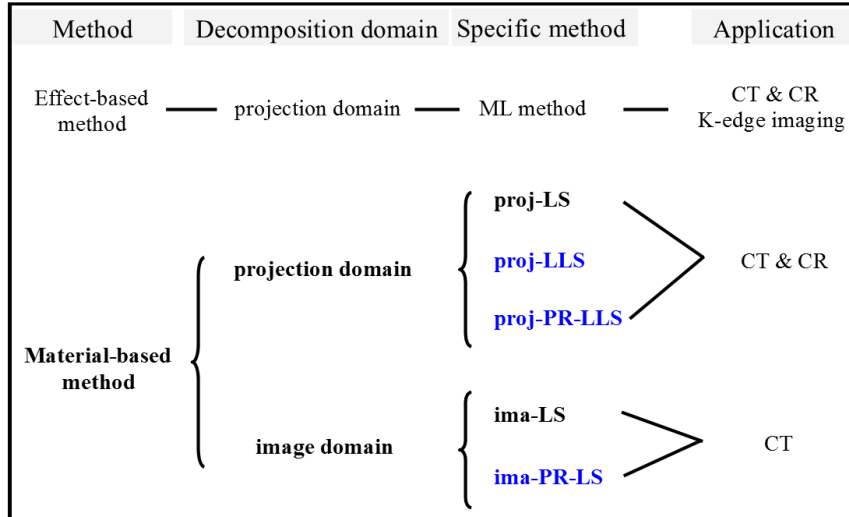 Method Decomposition domain Specific method Application
Effect-based
method
projection domain
ML method
CT & CR
K-edge imaging
Material-based
method
projection domain
proj-LS
proj-LLS
proj-PR-LLS
CT & CR
image domain
ima-LS
ima-PR-LS
CT